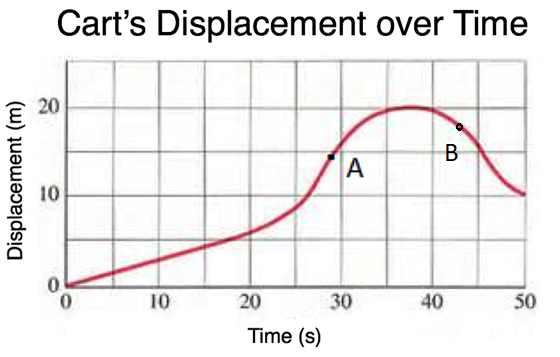 Cart's Displacement over Time
Displacement (m)
20
10
0
A
B
0 10 20 30 40 50
Time (s)